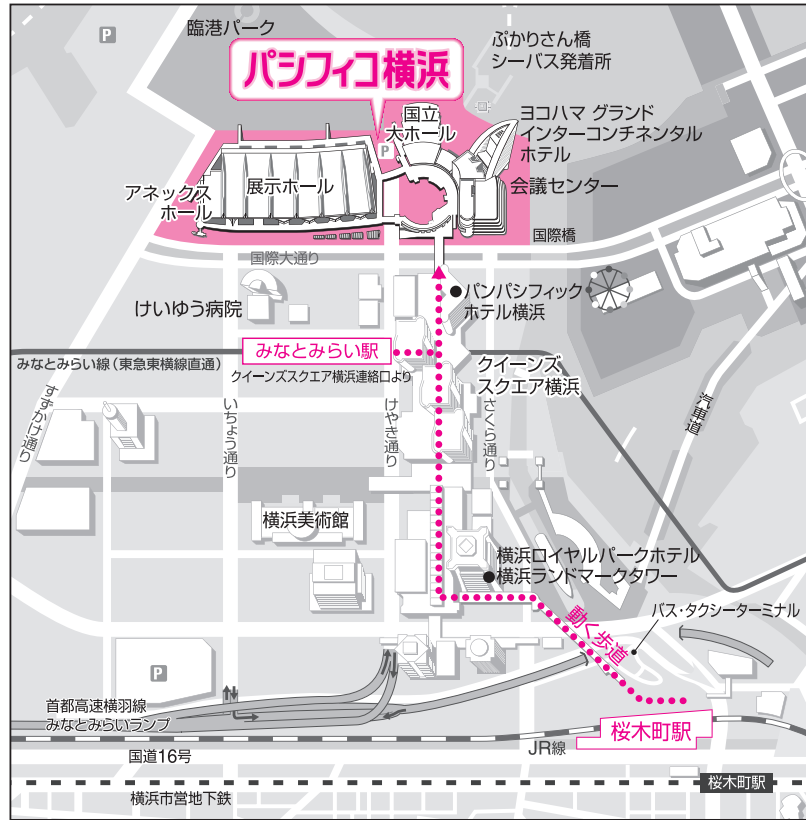 臨港パーク
P
ぷかりさん橋
シーバス発着所
パシフィコ横浜
国立
大ホール
P
ヨコハマ グランド
インターコンチネンタル
ホテル
展示ホール
アネックス
ホール
会議センター
国際橋
国際大通り
けいゆう病院
パンパシフィック
ホテル横浜
みなとみらい駅
みなとみらい線(東急東横線直通)
クイーンズスクエア横浜連絡口より
クイーンズ
スクエア横浜
すずかけ通り
いちょう通り
けやき通り
さくら通り
汽車道
横浜美術館
横浜ロイヤルパークホテル
横浜ランドマークタワー
バス・タクシーターミナル
動く歩道
P
首都高速横羽線
みなとみらいランプ
桜木町駅
JR線
国道16号
桜木町駅
横浜市営地下鉄